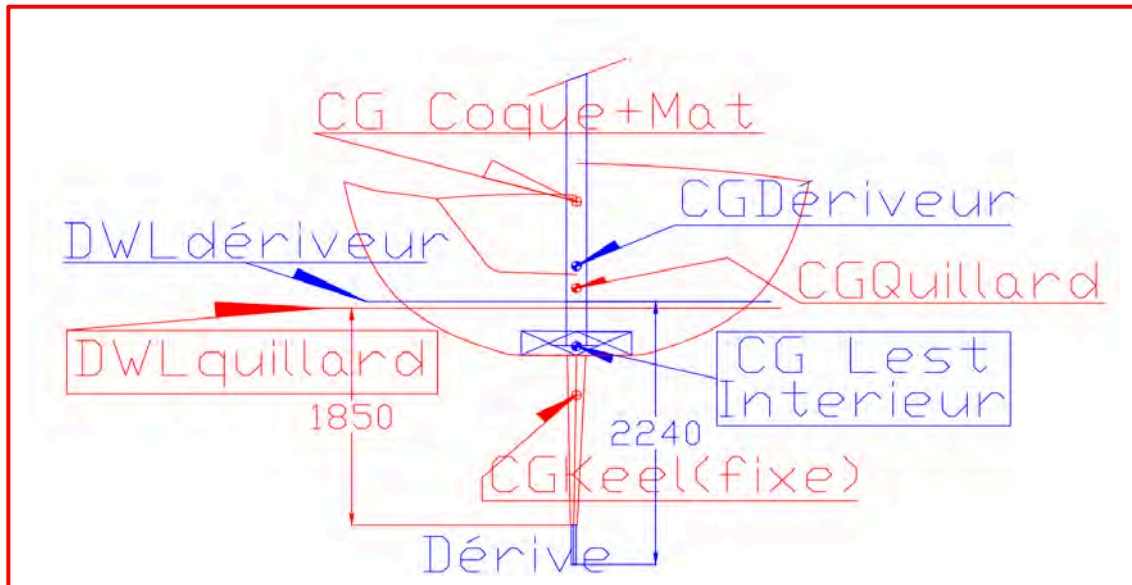 CG Coque+Mat
CGDériveur
DWLdériveur
CGQuillard
DWLquillard
CG Lest
Interieur
1850
2240
CGKeel(fixe)
Dérive